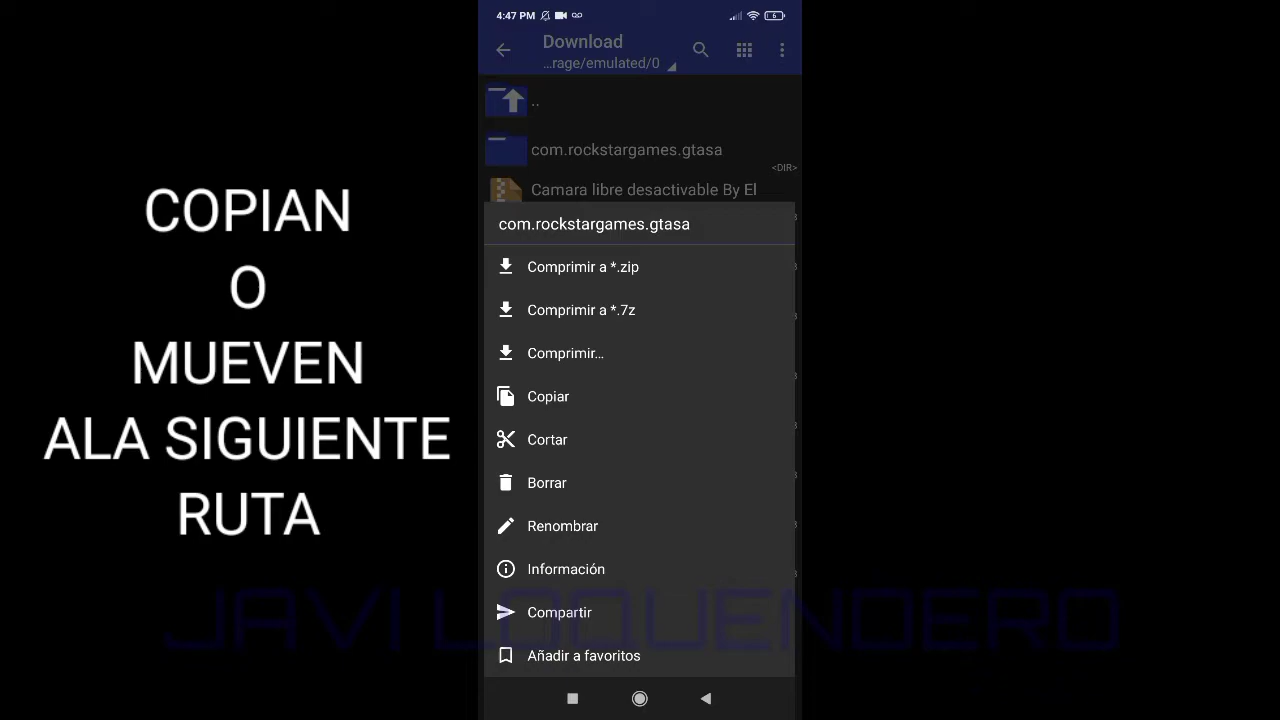 4:47 PM
6
Download
...rage/emulated/0
..
com.rockstargames.gtasa
<DIR>
Camara libre desactivable By El
com.rockstargames.gtasa
Comprimir a *.zip
Comprimir a *.7z
Comprimir...
Copiar
Cortar
Borrar
Renombrar
Información
Compartir
Añadir a favoritos
COPIAN
O
MUEVEN
ALA SIGUIENTE
RUTA
JAVI LOQUENDERO